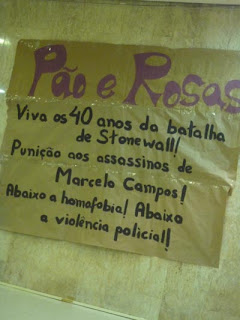 Pão e Rosas
Viva os 40 anos da batalha
de Stonewall!
Punição aos assassinos de
Marcelo Campos!
Abaixo a homofobia! Abaixo
a violência policial!!